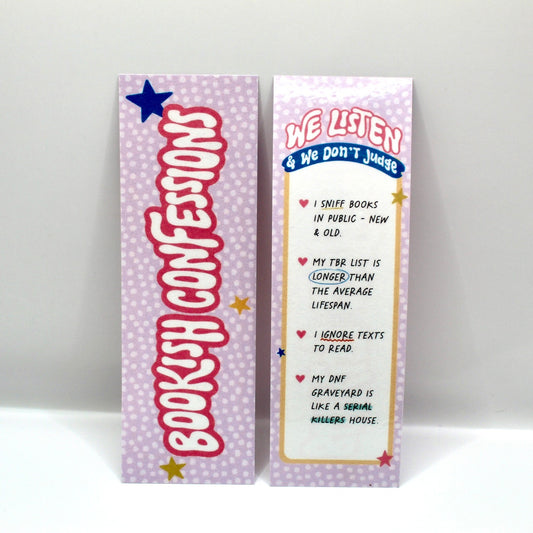 BOOKISH CONFESSIONS
WE LISTEN
& We DON'T JuDge
I SNIFF BOOKS
IN PUBLIC - NEW
& OLD.
MY TBR LIST IS
LONGER THAN
THE AVERAGE
LIFESPAN.
I IGNORE TEXTS
TO READ.
MY DNF
GRAVEYARD IS
LIKE A SERIAL
KILLERS HOUSE.